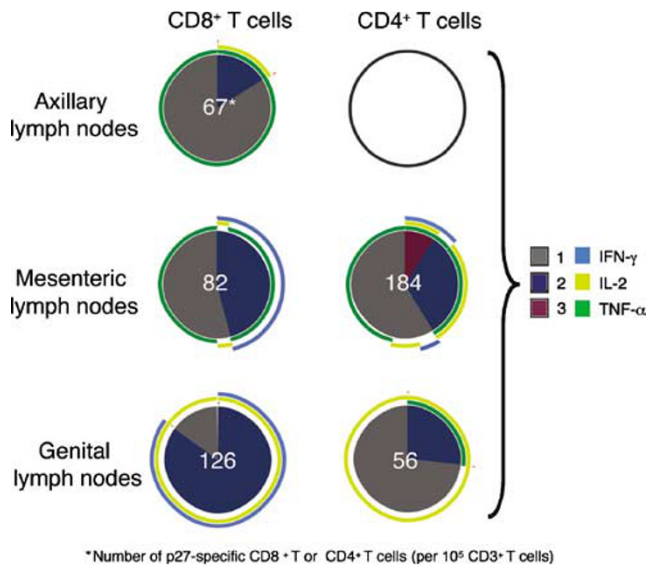 CD8⁺ T cells CD4⁺ T cells
Axillary
lymph nodes
67*
Mesenteric
lymph nodes
82
184
1 IFN-γ
2 IL-2
3 TNF-α
Genital
lymph nodes
126
56
*Number of p27-specific CD8 ⁺ T or CD4⁺ T cells (per 10⁵ CD3⁺ T cells)